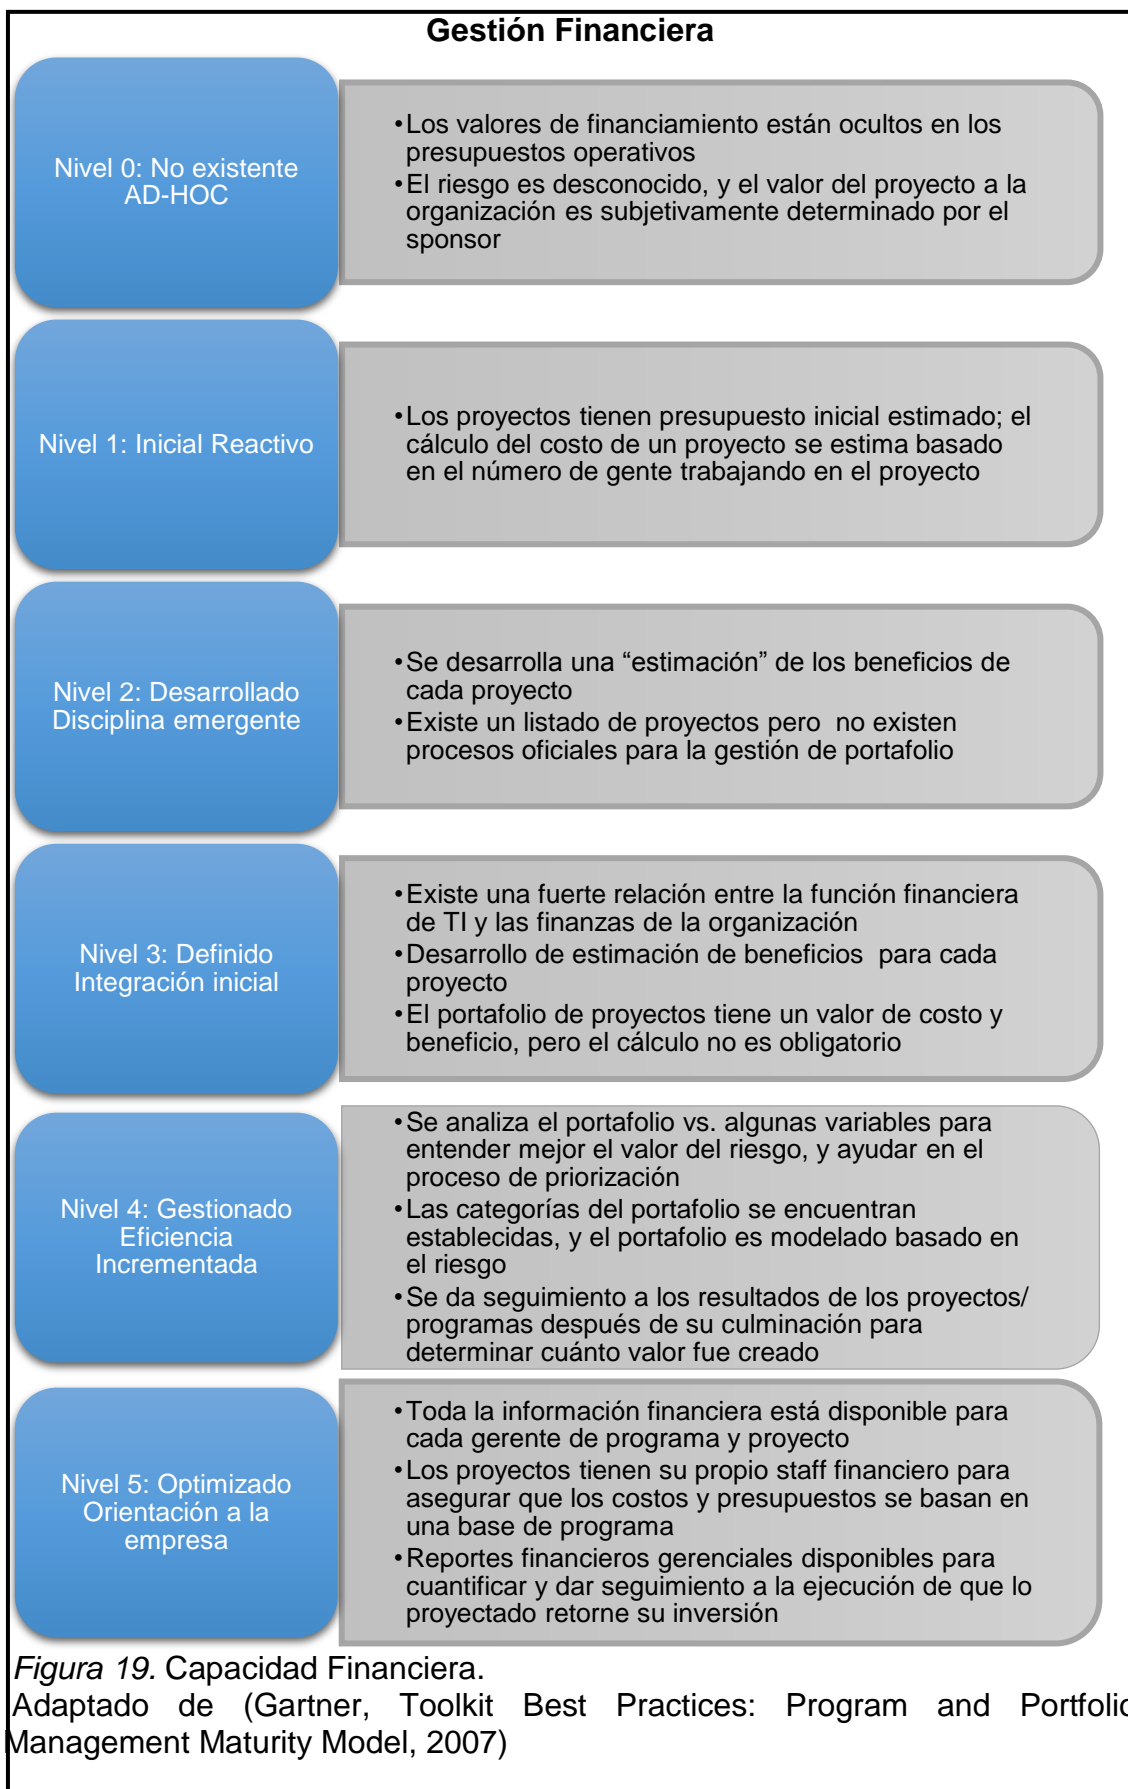 Gestión Financiera
Nivel 0: No existente
AD-HOC
•Los valores de financiamiento están ocultos en los
presupuestos operativos
•El riesgo es desconocido, y el valor del proyecto a la
organización es subjetivamente determinado por el
sponsor
Nivel 1: Inicial Reactivo
•Los proyectos tienen presupuesto inicial estimado; el
cálculo del costo de un proyecto se estima basado
en el número de gente trabajando en el proyecto
Nivel 2: Desarrollado
Disciplina emergente
•Se desarrolla una “estimación” de los beneficios de
cada proyecto
•Existe un listado de proyectos pero no existen
procesos oficiales para la gestión de portafolio
Nivel 3: Definido
Integración inicial
•Existe una fuerte relación entre la función financiera
de TI y las finanzas de la organización
•Desarrollo de estimación de beneficios para cada
proyecto
•El portafolio de proyectos tiene un valor de costo y
beneficio, pero el cálculo no es obligatorio
Nivel 4: Gestionado
Eficiencia
Incrementada
•Se analiza el portafolio vs. algunas variables para
entender mejor el valor del riesgo, y ayudar en el
proceso de priorización
•Las categorías del portafolio se encuentran
establecidas, y el portafolio es modelado basado en
el riesgo
•Se da seguimiento a los resultados de los proyectos/
programas después de su culminación para
determinar cuánto valor fue creado
Nivel 5: Optimizado
Orientación a la
empresa
•Toda la información financiera está disponible para
cada gerente de programa y proyecto
•Los proyectos tienen su propio staff financiero para
asegurar que los costos y presupuestos se basan en
una base de programa
•Reportes financieros gerenciales disponibles para
cuantificar y dar seguimiento a la ejecución de que lo
proyectado retorne su inversión
Figura 19. Capacidad Financiera.
Adaptado de (Gartner, Toolkit Best Practices: Program and Portfolio
Management Maturity Model, 2007)